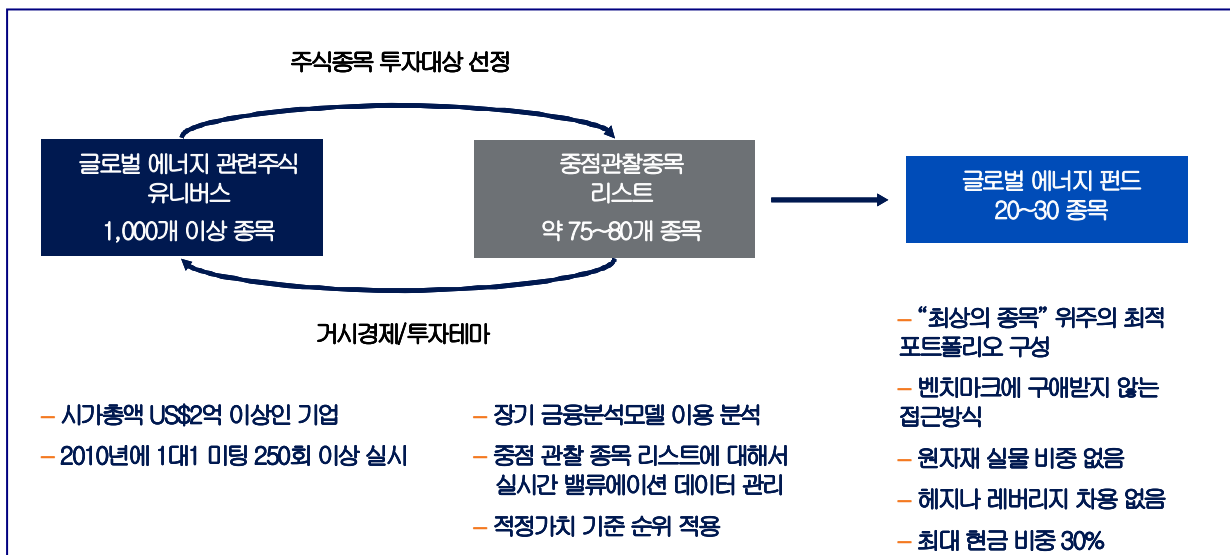 주식종목 투자대상 선정
글로벌 에너지 관련주식
유니버스
1,000개 이상 종목
중점관찰종목
리스트
약 75~80개 종목
글로벌 에너지 펀드
20~30 종목
거시경제/투자테마
– 시가총액 US$2억 이상인 기업
– 2010년에 1대1 미팅 250회 이상 실시
– 장기 금융분석모델 이용 분석
– 중점 관찰 종목 리스트에 대해서
실시간 밸류에이션 데이터 관리
– 적정가치 기준 순위 적용
– “최상의 종목” 위주의 최적
포트폴리오 구성
– 벤치마크에 구애받지 않는
접근방식
– 원자재 실물 비중 없음
– 헤지나 레버리지 차용 없음
– 최대 현금 비중 30%